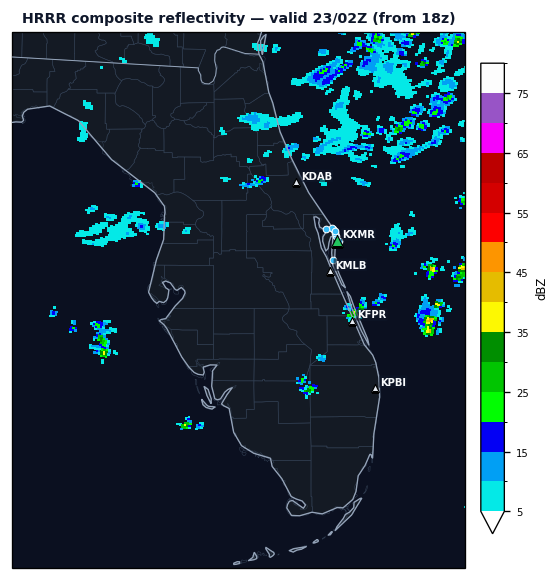 HRRR composite reflectivity — valid 23/02Z (from 18z)
KDAB
KXMR
KMLB
KFPR
KPBI
75
65
55
45
35
25
15
5
dBZ